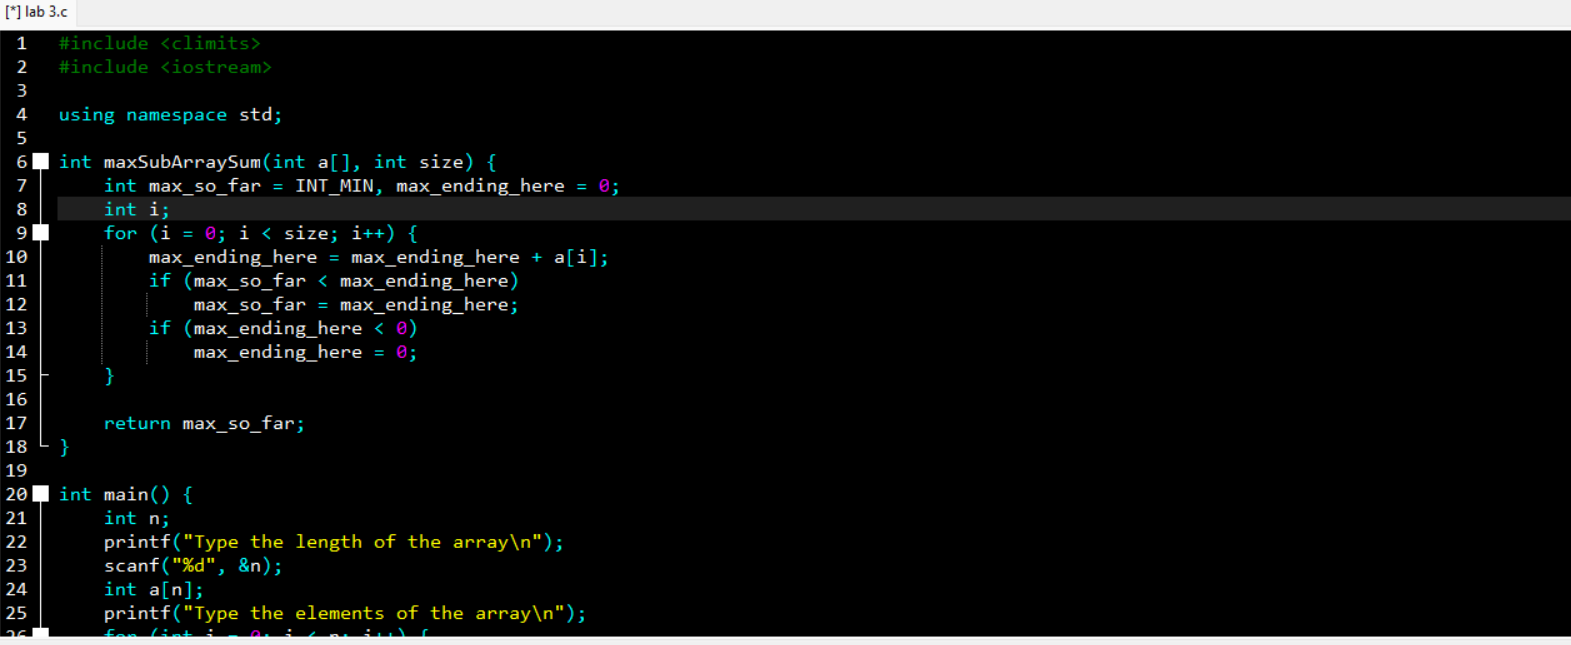 [*] lab 3.c
1 #include <climits>
2 #include <iostream>
3
4 using namespace std;
5
6 int maxSubArraySum(int a[], int size) {
7 int max_so_far = INT_MIN, max_ending_here = 0;
8 int i;
9 for (i = 0; i < size; i++) {
10 max_ending_here = max_ending_here + a[i];
11 if (max_so_far < max_ending_here)
12 max_so_far = max_ending_here;
13 if (max_ending_here < 0)
14 max_ending_here = 0;
15 }
16
17 return max_so_far;
18 }
19
20 int main() {
21 int n;
22 printf("Type the length of the array\n");
23 scanf("%d", &n);
24 int a[n];
25 printf("Type the elements of the array\n");
26 for (int i = 0; i < n; i++) {